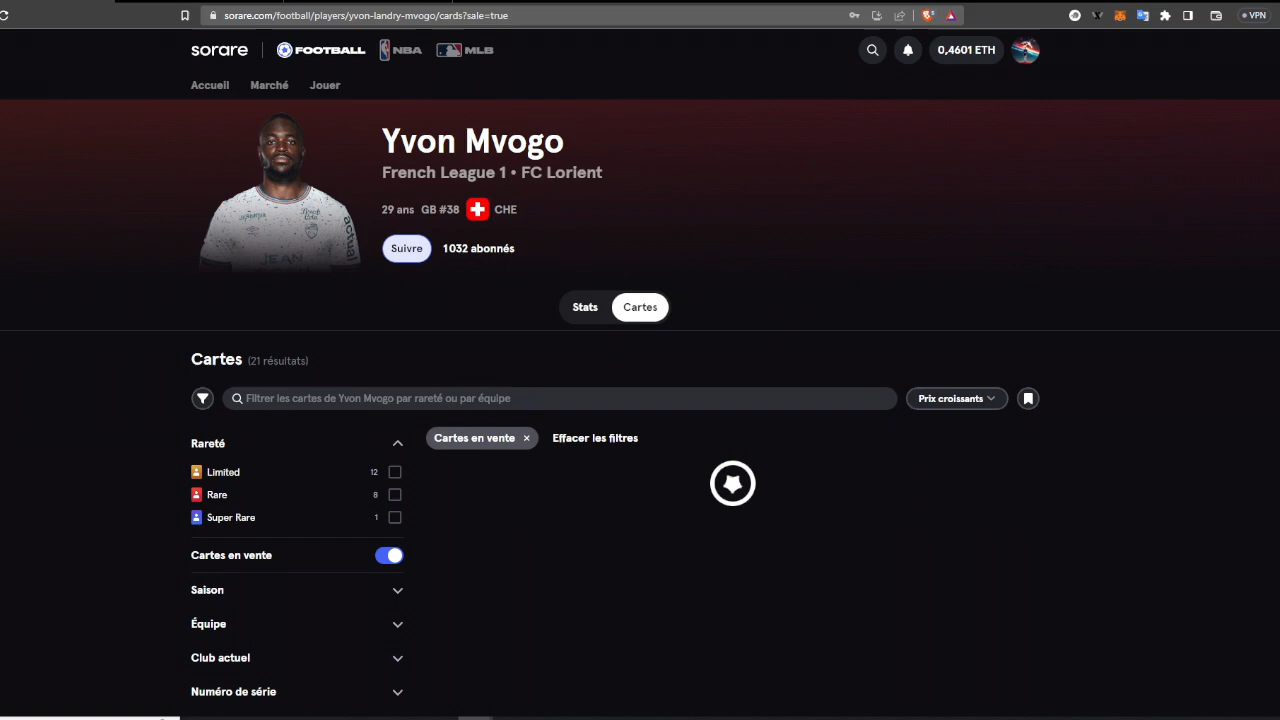 sorare.com/football/players/yvon-landry-mvogo/cards?sale=true
VPN
sorare FOOTBALL NBA MLB
0,4601 ETH
Accueil Marché Jouer
Yvon Mvogo
French League 1 • FC Lorient
29 ans GB #38 CHE
Suivre 1 032 abonnés
Stats Cartes
Cartes (21 résultats)
Filtrer les cartes de Yvon Mvogo par rareté ou par équipe
Prix croissants
Rareté
Cartes en vente × Effacer les filtres
Limited 12
Rare 8
Super Rare 1
Cartes en vente
Saison
Équipe
Club actuel
Numéro de série